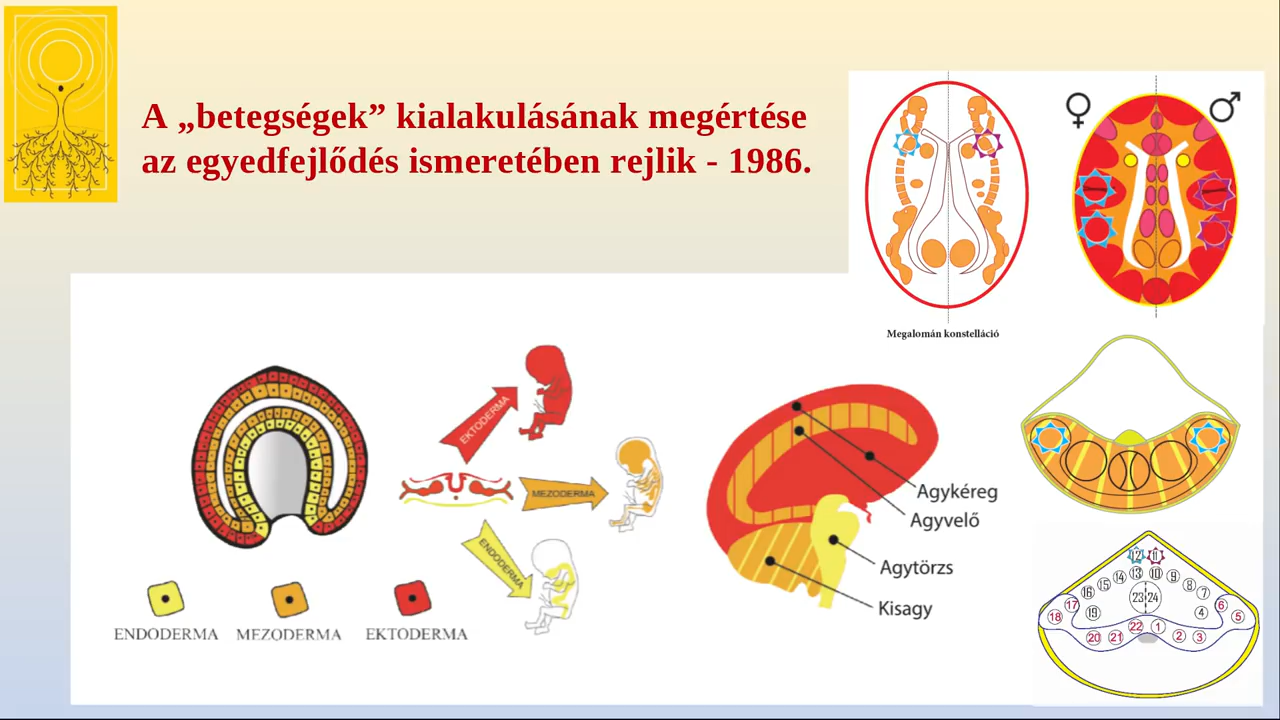 A „betegségek” kialakulásának megértése
az egyedfejlődés ismeretében rejlik - 1986.
♀ ♂
Megalomán konstelláció
EKTODERMA
MEZODERMA
ENDODERMA
ENDODERMA MEZODERMA EKTODERMA
Agykéreg
Agyvelő
Agytörzs
Kisagy
12 11
15 14 13 10 9 8
16 7
17 23 24 6
18 19 4 5
22 1
20 21 2 3